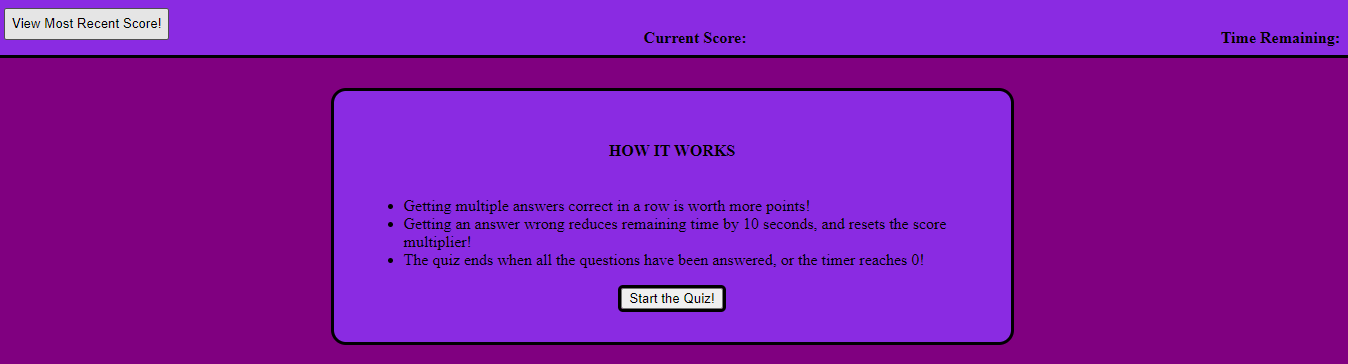 View Most Recent Score!
Current Score:
Time Remaining:
HOW IT WORKS
Getting multiple answers correct in a row is worth more points!
Getting an answer wrong reduces remaining time by 10 seconds, and resets the score
multiplier!
The quiz ends when all the questions have been answered, or the timer reaches 0!
Start the Quiz!